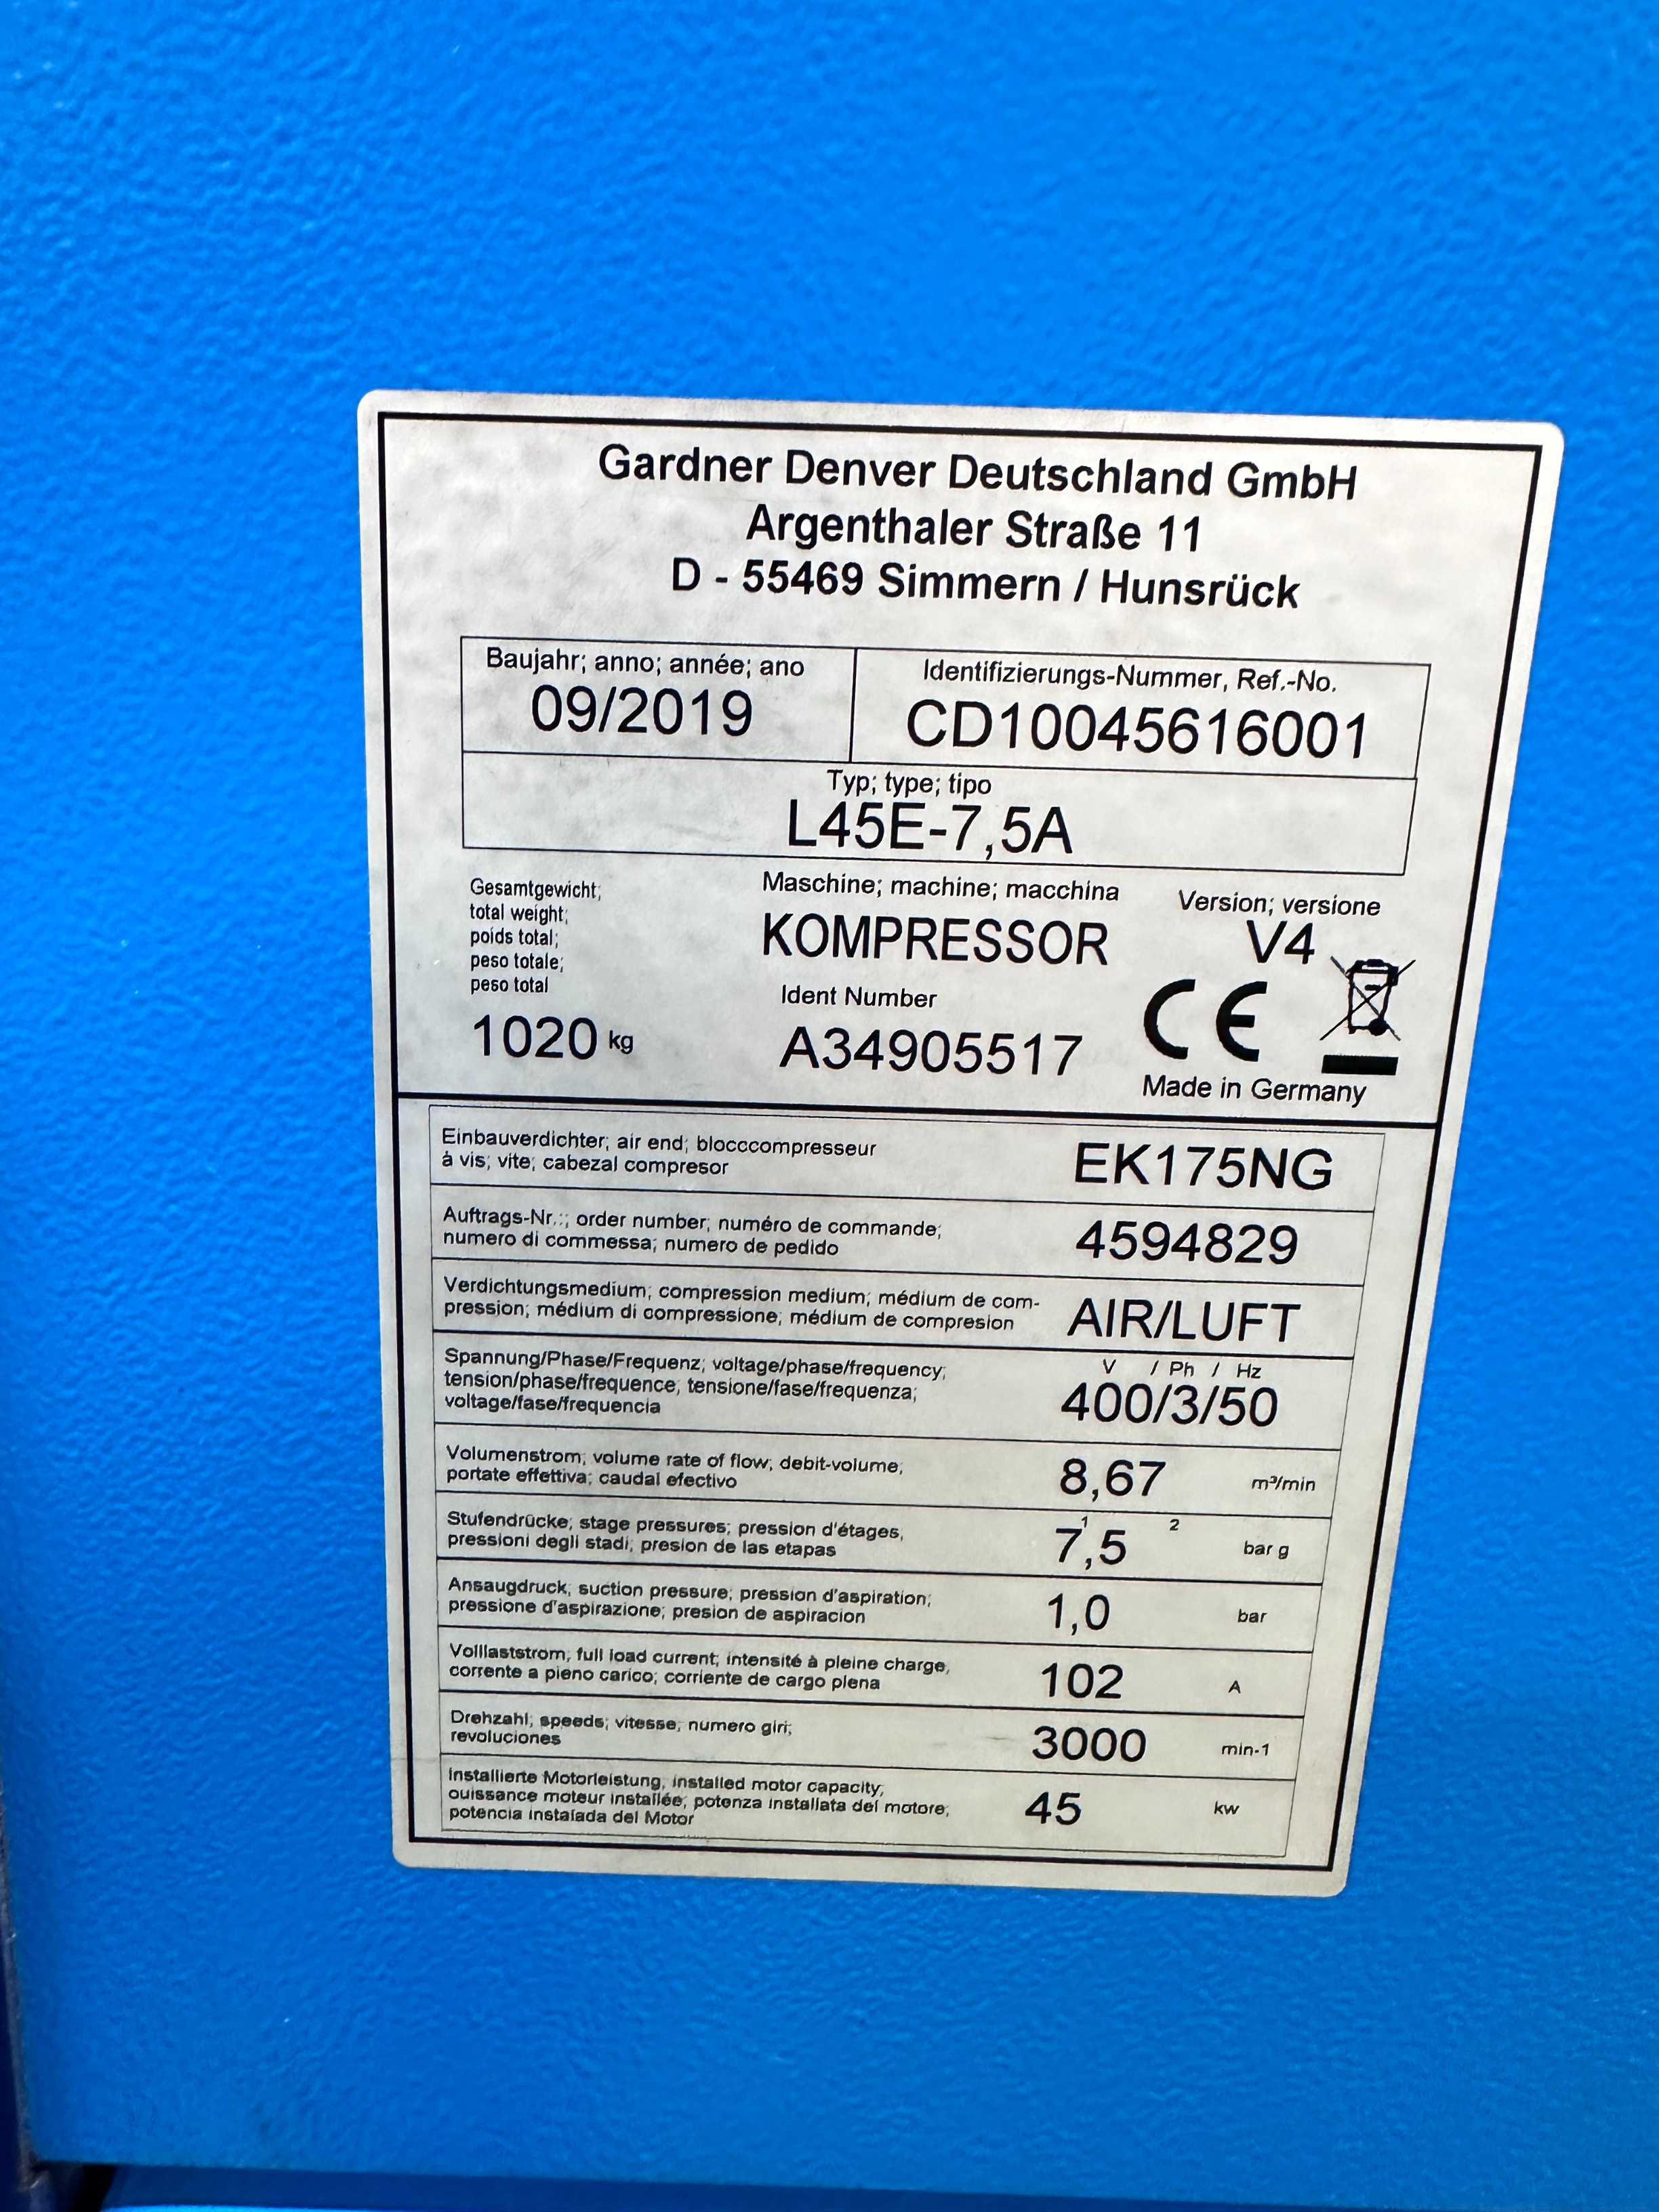 Gardner Denver Deutschland GmbH
Argenthaler Straße 11
D - 55469 Simmern / Hunsrück
Baujahr; anno; année; ano
09/2019
Identifizierungs-Nummer, Ref.-No.
CD10045616001
Typ; type; tipo
L45E-7,5A
Gesamtgewicht;
total weight;
poids total;
peso totale;
peso total
1020 kg
Maschine; machine; macchina
KOMPRESSOR
Ident Number
A34905517
Version; versione
V4
CE
Made in Germany
Einbauverdichter; air end; blocccompresseur
à vis; vite; cabezal compresor
EK175NG
Auftrags-Nr.:; order number; numéro de commande;
numero di commessa; numero de pedido
4594829
Verdichtungsmedium; compression medium; médium de com-
pression; médium di compressione; médium de compresion
AIR/LUFT
Spannung/Phase/Frequenz; voltage/phase/frequency;
tension/phase/frequence; tensione/fase/frequenza;
voltage/fase/frequencia
V / Ph / Hz
400/3/50
Volumenstrom; volume rate of flow; debit-volume;
portate effettiva; caudal efectivo
8,67 m³/min
Stufendrücke; stage pressures; pression d'étages,
pressioni degli stadi; presion de las etapas
1 2
7,5 bar g
Ansaugdruck; suction pressure; pression d'aspiration;
pressione d'aspirazione; presion de aspiracion
1,0 bar
Volllaststrom; full load current; intensité à pleine charge,
corrente a pieno carico; corriente de cargo plena
102 A
Drehzahl; speeds; vitesse; numero giri;
revoluciones
3000 min-1
Installierte Motorleistung, installed motor capacity;
ouissance moteur installée; potenza installata del motore;
potencia instalada del Motor
45 kw